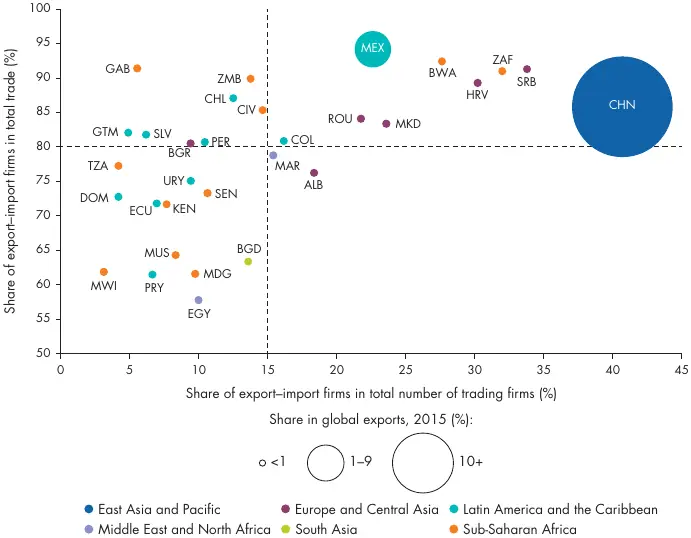 100
95
90
85
80
75
70
65
60
55
50
Share of export–import firms in total trade (%)
MEX
GAB
ZMB
BWA
ZAF
SRB
HRV
CHL
CIV
CHN
ROU
MKD
GTM
SLV
PER
COL
BGR
TZA
MAR
URY
ALB
DOM
SEN
ECU
KEN
MUS
BGD
MWI
PRY
MDG
EGY
0 5 10 15 20 25 30 35 40 45
Share of export–import firms in total number of trading firms (%)
Share in global exports, 2015 (%):
<1 1–9 10+
East Asia and Pacific Europe and Central Asia Latin America and the Caribbean
Middle East and North Africa South Asia Sub-Saharan Africa